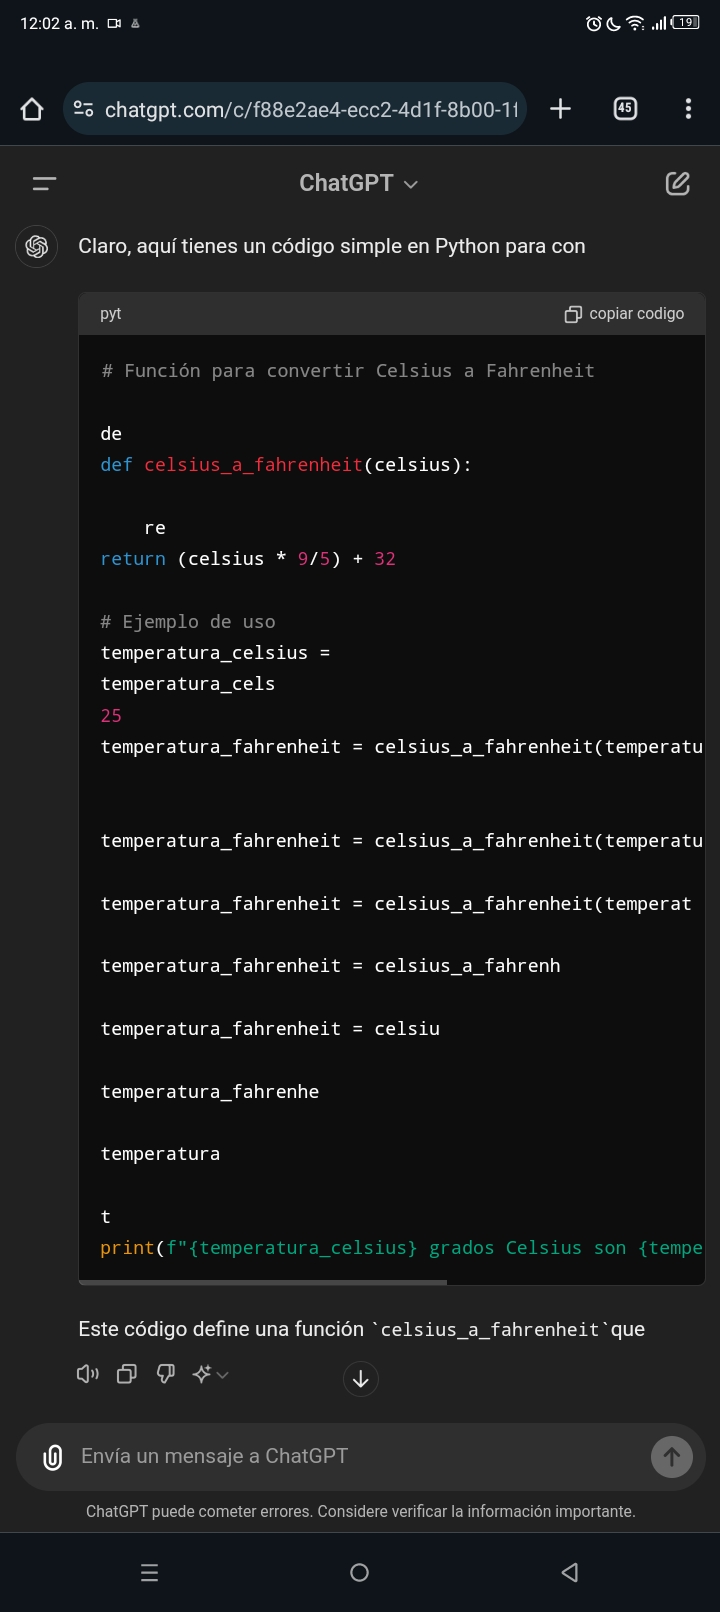 12:02 a. m.
19
chatgpt.com/c/f88e2ae4-ecc2-4d1f-8b00-1f
45
ChatGPT
Claro, aquí tienes un código simple en Python para con
pyt
copiar codigo
# Función para convertir Celsius a Fahrenheit
de
def celsius_a_fahrenheit(celsius):
re
return (celsius * 9/5) + 32
# Ejemplo de uso
temperatura_celsius =
temperatura_cels
25
temperatura_fahrenheit = celsius_a_fahrenheit(temperatu
temperatura_fahrenheit = celsius_a_fahrenheit(temperatu
temperatura_fahrenheit = celsius_a_fahrenheit(temperat
temperatura_fahrenheit = celsius_a_fahrenh
temperatura_fahrenheit = celsiu
temperatura_fahrenhe
temperatura
t
print(f"{temperatura_celsius} grados Celsius son {tempe
Este código define una función `celsius_a_fahrenheit`que
Envía un mensaje a ChatGPT
ChatGPT puede cometer errores. Considere verificar la información importante.